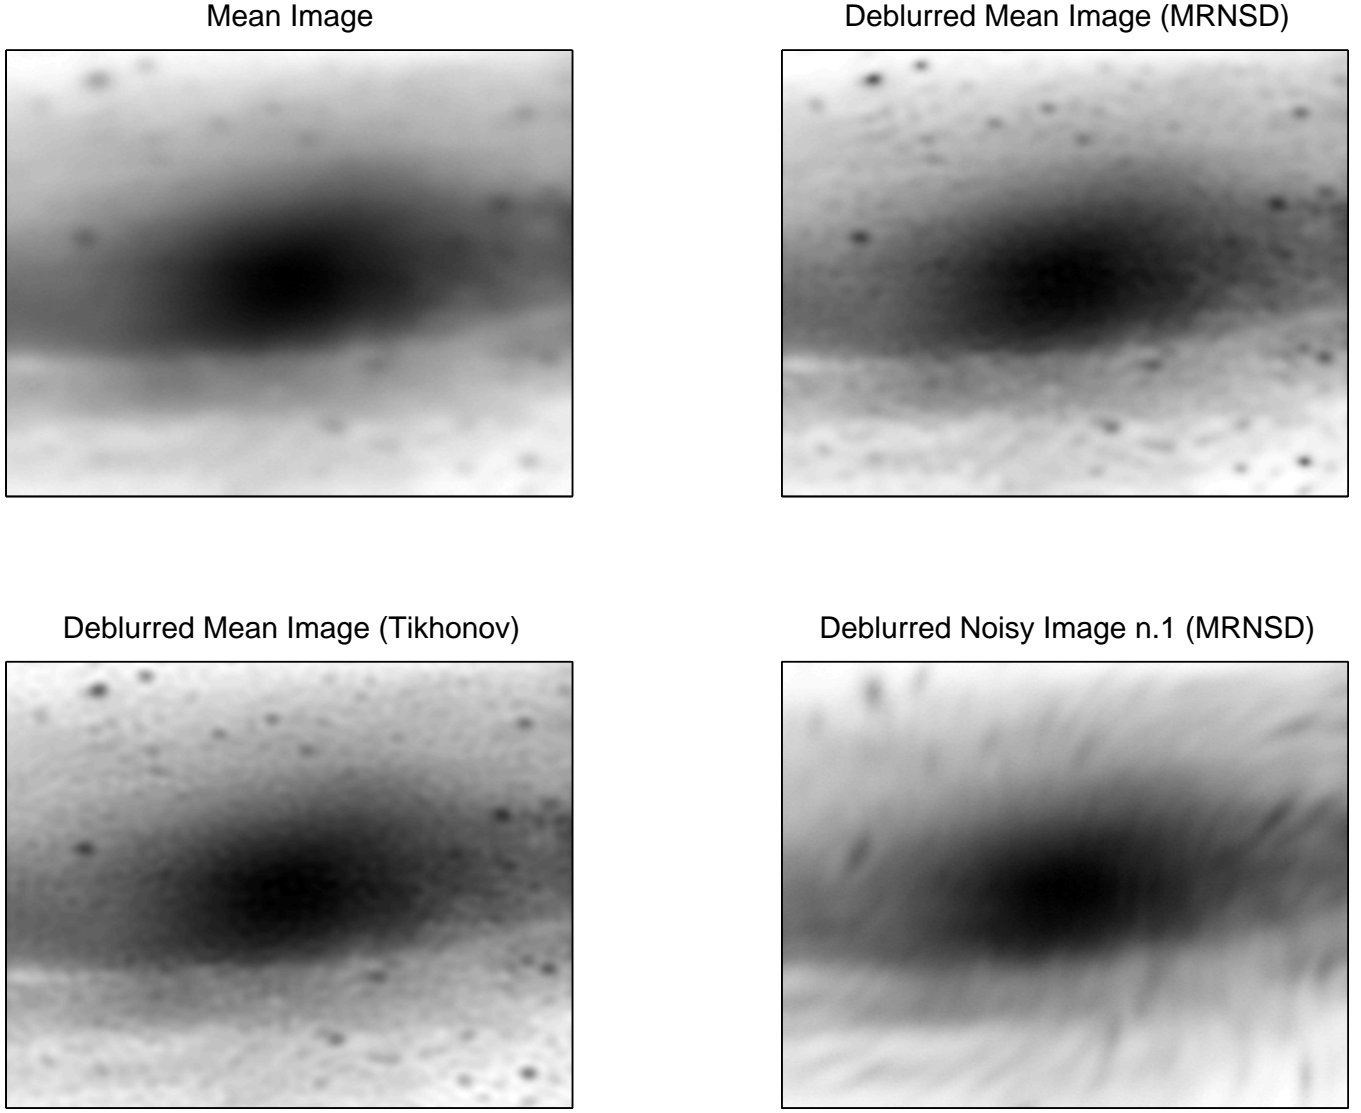 Mean Image
Deblurred Mean Image (MRNSD)
Deblurred Mean Image (Tikhonov)
Deblurred Noisy Image n.1 (MRNSD)